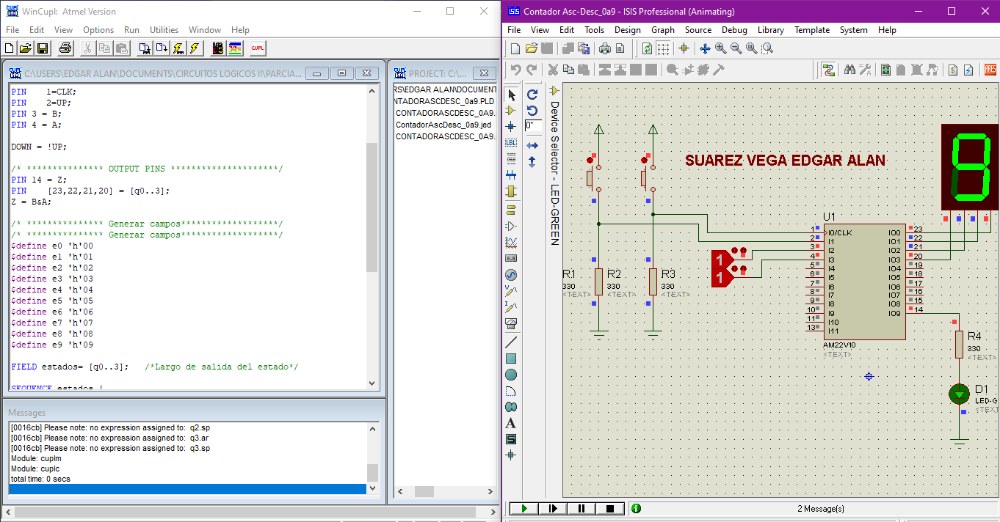 WinCupl: Atmel Version
File Edit View Options Run Utilities Window Help
CUPL
C:\USERS\EDGAR ALAN\DOCUMENTS\CIRCUITOS LOGICOS II\PARCIA...
PIN 1=CLK;
PIN 2=UP;
PIN 3 = B;
PIN 4 = A;
DOWN = !UP;
/* *************** OUTPUT PINS *********************/
PIN 14 = Z;
PIN [23,22,21,20] = [q0..3];
Z = B&A;
/* *************** Generar campos*******************/
/* *************** Generar campos*******************/
$define e0 'h'00
$define e1 'h'01
$define e2 'h'02
$define e3 'h'03
$define e4 'h'04
$define e5 'h'05
$define e6 'h'06
$define e7 'h'07
$define e8 'h'08
$define e9 'h'09
FIELD estados= [q0..3]; /*Largo de salida del estado*/
SEQUENCE estados {
PROJECT: C:\...
RS\EDGAR ALAN\DOCUMENT
NTADORASCDESC_0a9.PLD
CONTADORASCDESC_0A9.
ContadorAscDesc_0a9.jed
CONTADORASCDESC_0A9.
Messages
[0016cb] Please note: no expression assigned to: q2.sp
[0016cb] Please note: no expression assigned to: q3.ar
[0016cb] Please note: no expression assigned to: q3.sp
Module: cuplm
Module: cuplc
total time: 0 secs
ISIS Contador Asc-Desc_0a9 - ISIS Professional (Animating)
File View Edit Tools Design Graph Source Debug Library Template System Help
ARES
0°
LBL
A
S
Device Selector - LED-GREEN
SUAREZ VEGA EDGAR ALAN
9
U1
1 I0/CLK IO0 23
2 I1 IO1 22
3 I2 IO2 21
4 I3 IO3 20
5 I4 IO4 19
6 I5 IO5 18
7 I6 IO6 17
8 I7 IO7 16
9 I8 IO8 15
10 I9 IO9 14
11 I10
13 I11
AM22V10
<TEXT>
1
1
R1
330
<TEXT>
R2
330
<TEXT>
R3
330
<TEXT>
R4
330
<TEXT>
D1
LED-G
<TEXT
2 Message(s)